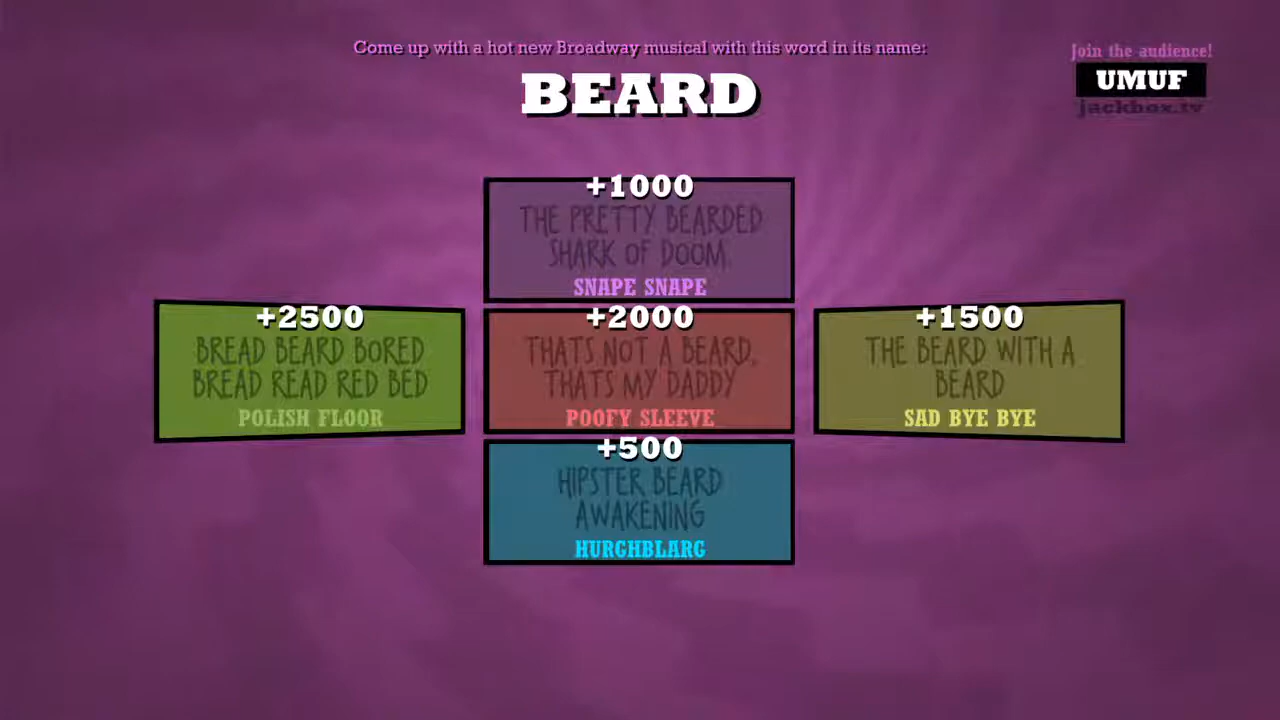 Come up with a hot new Broadway musical with this word in its name:
BEARD
Join the audience!
UMUF
jackbox.tv
+1000
THE PRETTY BEARDED
SHARK OF DOOM.
SNAPE SNAPE
+2500
BREAD BEARD BORED
BREAD READ RED BED
POLISH FLOOR
+2000
THATS NOT A BEARD,
THATS MY DADDY
POOFY SLEEVE
+1500
THE BEARD WITH A
BEARD
SAD BYE BYE
+500
HIPSTER BEARD
AWAKENING
HURGHBLARG